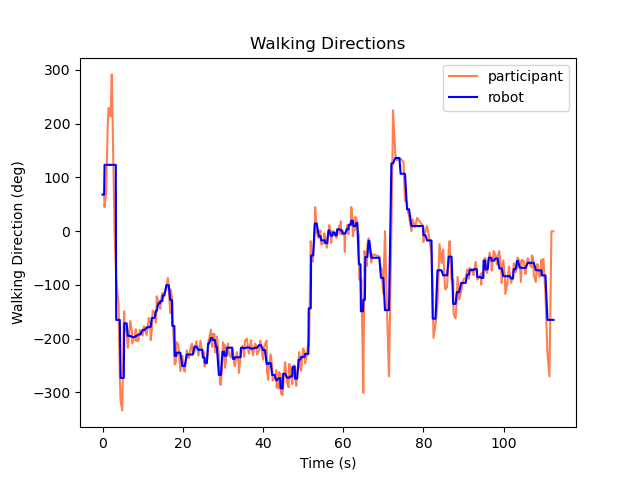 Walking Directions
participant
robot
Walking Direction (deg)
300
200
100
0
−100
−200
−300
0 20 40 60 80 100
Time (s)